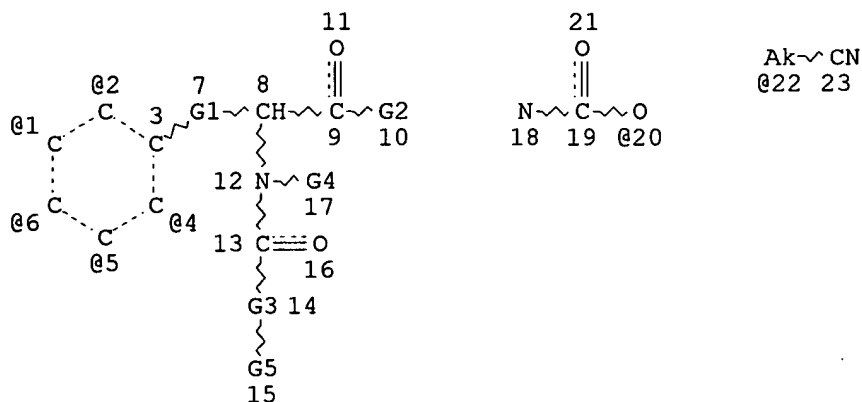 11 21
O O
@2 7 8 Ak CN
C 3 G1 CH C G2 N C O @22 23
@1 C C 9 10 18 19 @20
12 N G4
@6 C C @4 17
C 13 C O
@5 16
G3 14
G5
15